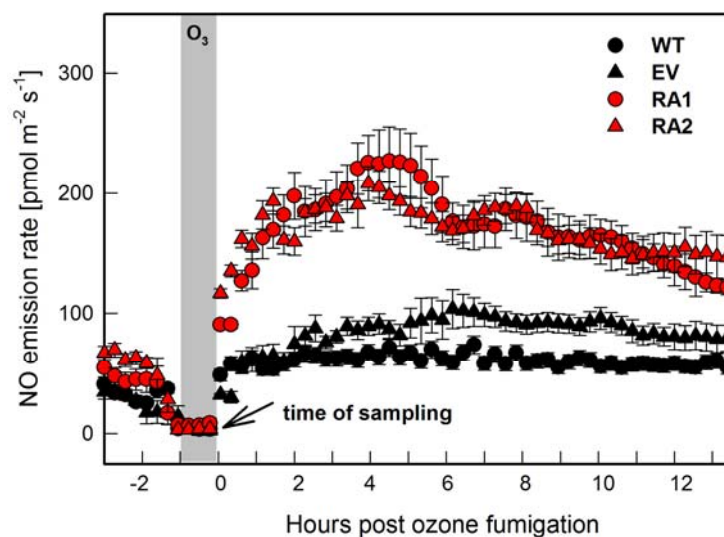 O3
WT
EV
RA1
RA2
300
200
100
0
NO emission rate [pmol m-2 s-1]
time of sampling
-2 0 2 4 6 8 10 12
Hours post ozone fumigation